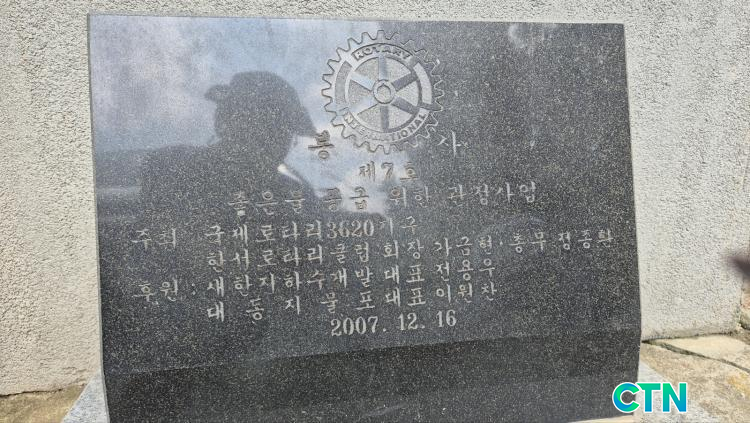 ROTARY
INTERNATIONAL
봉 사
제7호
좋은물 공급 위한 관정사업
주최 국제로타리3620지구
한서로타리클럽 회장 가금현·총무 정종환
후원 : 새한지하수개발대표 전용우
대동지물포대표이원찬
2007. 12. 16
CTN